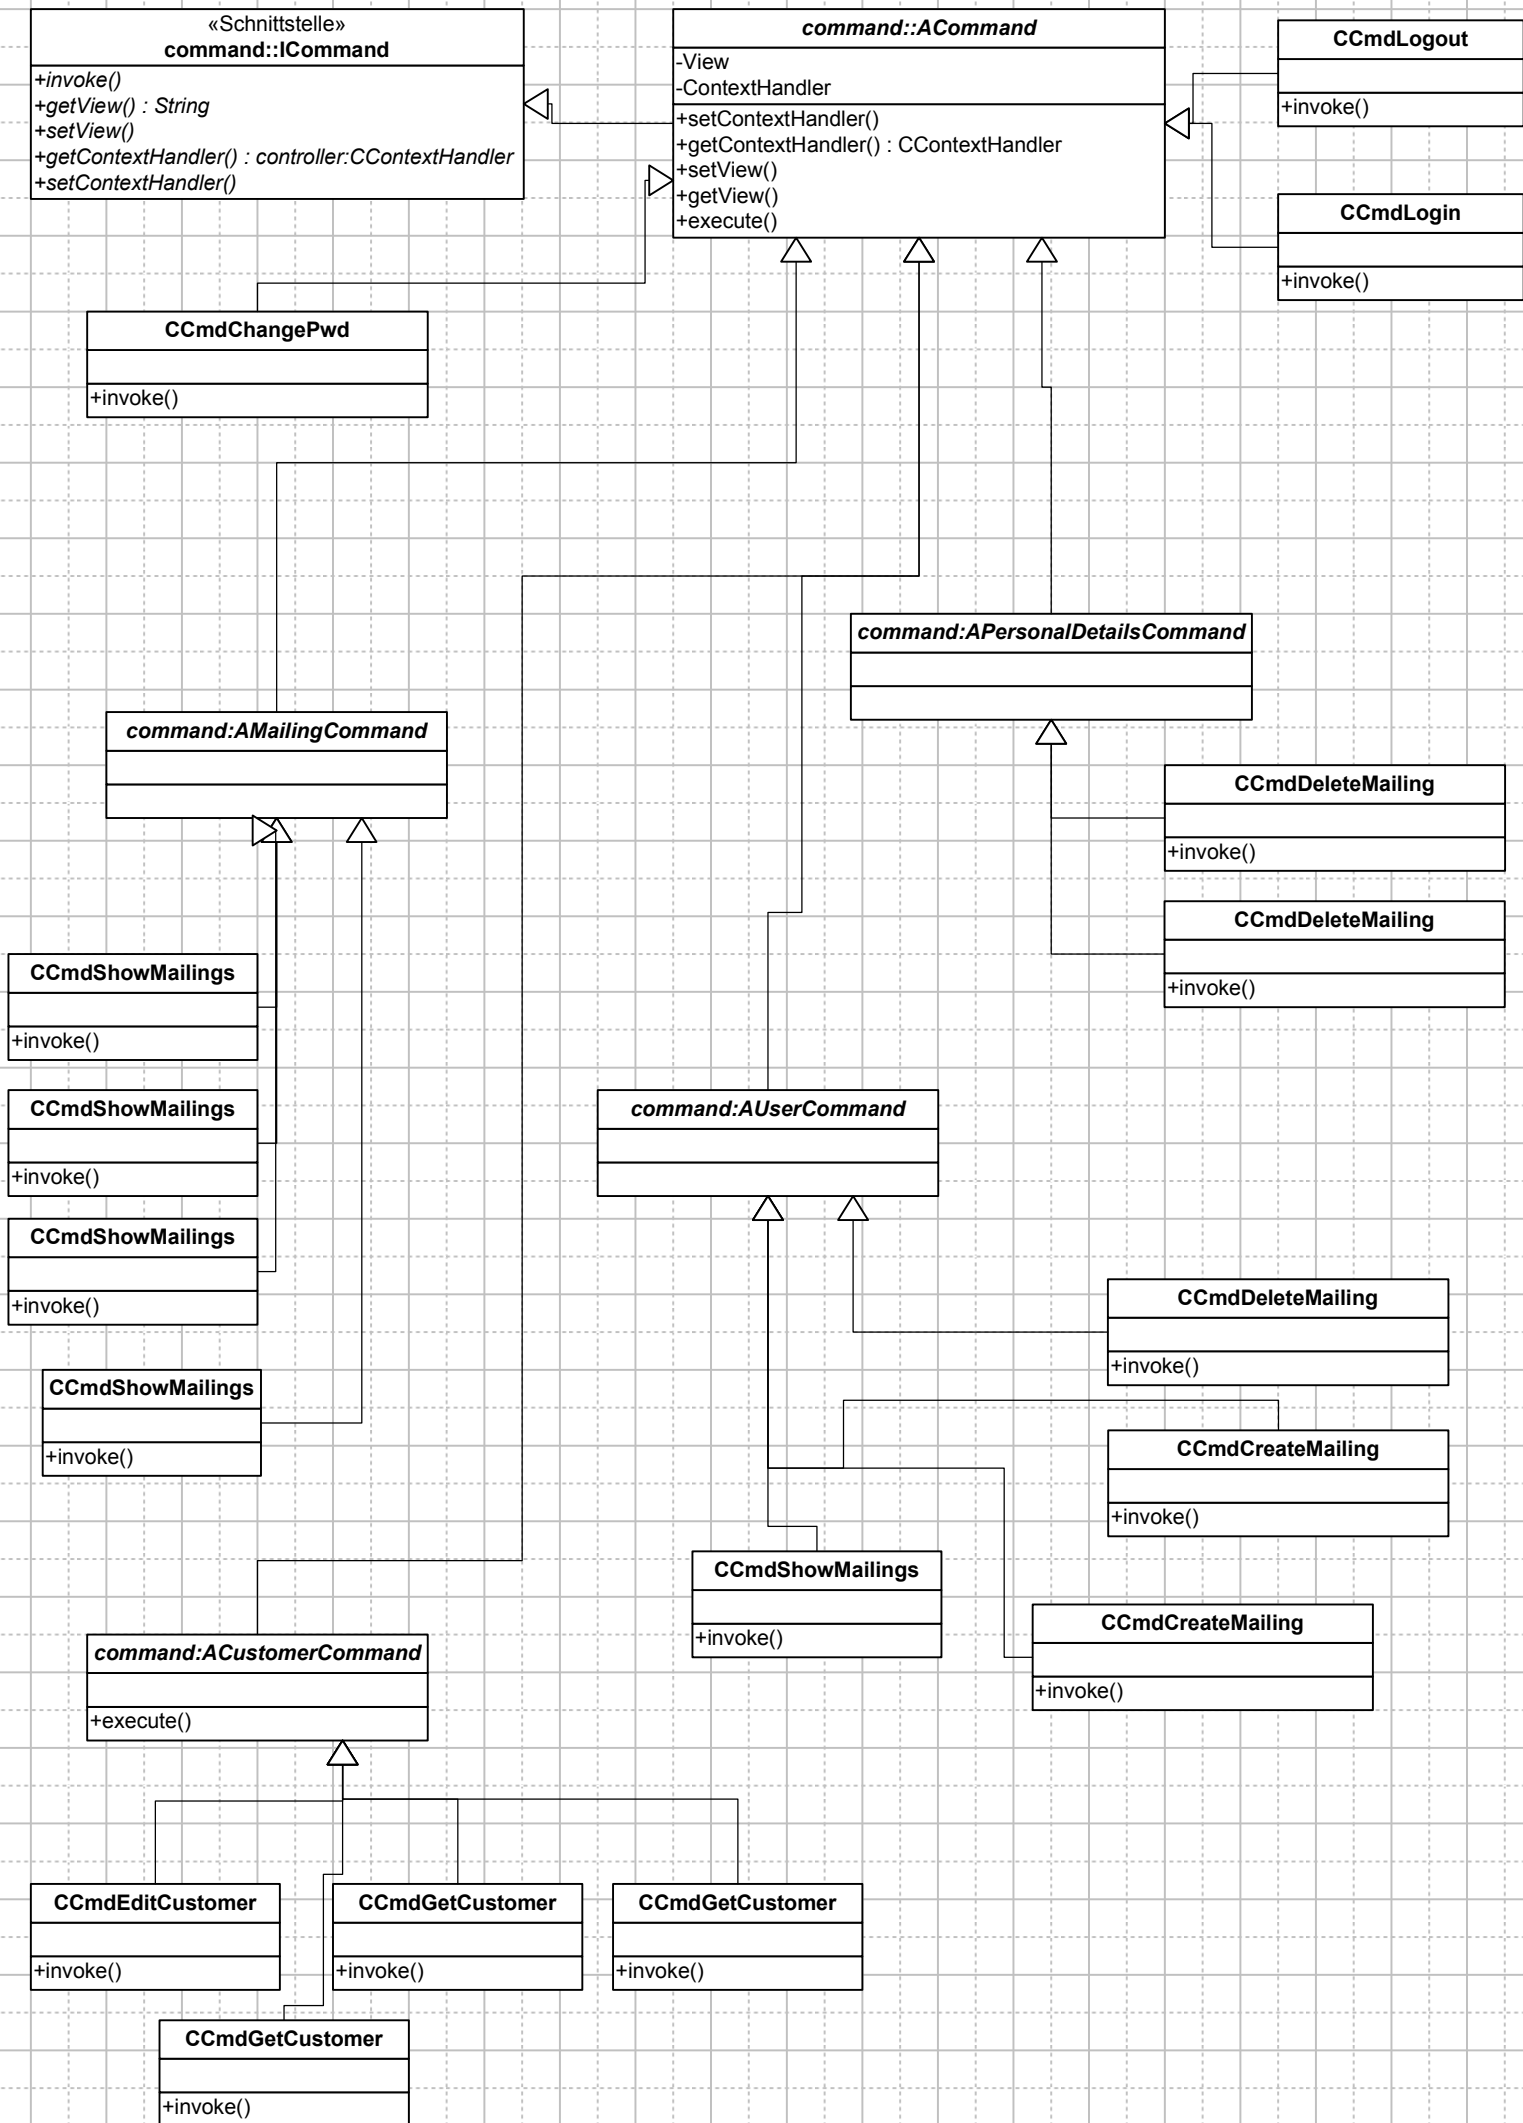 «Schnittstelle»
command::ICommand
+invoke()
+getView() : String
+setView()
+getContextHandler() : controller:CContextHandler
+setContextHandler()
command::ACommand
-View
-ContextHandler
+setContextHandler()
+getContextHandler() : CContextHandler
+setView()
+getView()
+execute()
CCmdLogout
+invoke()
CCmdLogin
+invoke()
CCmdChangePwd
+invoke()
command:APersonalDetailsCommand
command:AMailingCommand
CCmdDeleteMailing
+invoke()
CCmdDeleteMailing
+invoke()
CCmdShowMailings
+invoke()
CCmdShowMailings
+invoke()
CCmdShowMailings
+invoke()
command:AUserCommand
CCmdDeleteMailing
+invoke()
CCmdShowMailings
+invoke()
CCmdCreateMailing
+invoke()
CCmdShowMailings
+invoke()
CCmdCreateMailing
+invoke()
command:ACustomerCommand
+execute()
CCmdEditCustomer
+invoke()
CCmdGetCustomer
+invoke()
CCmdGetCustomer
+invoke()
CCmdGetCustomer
+invoke()